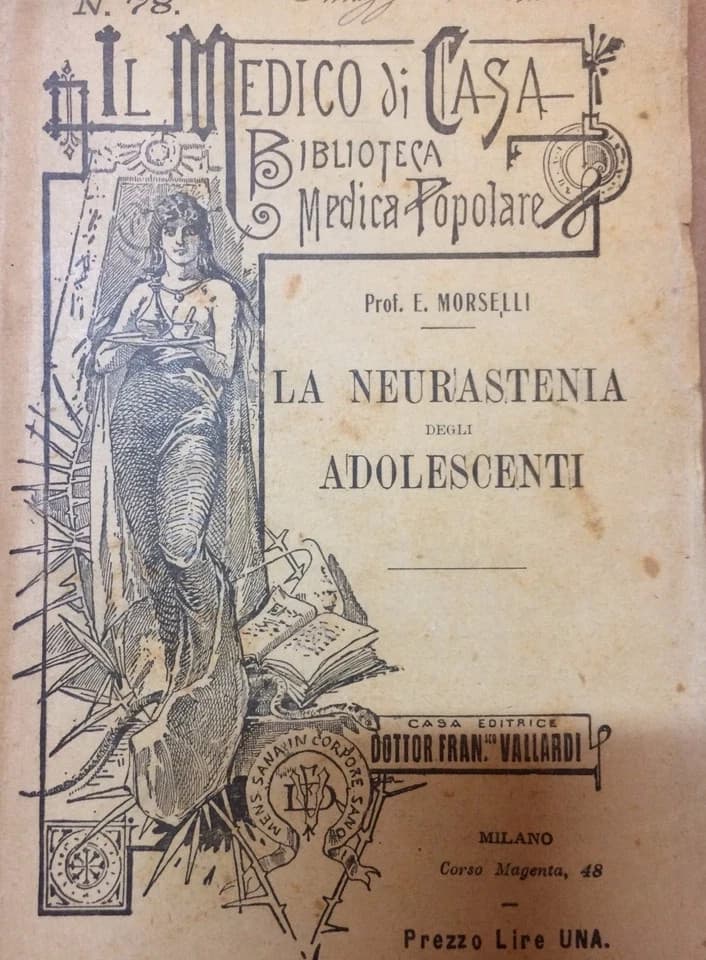 N. 78.
IL MEDICO di CASA
BIBLIOTECA
Medica Popolare
Prof. E. MORSELLI
LA NEURASTENIA
DEGLI
ADOLESCENTI
CASA EDITRICE
DOTTOR FRAN.sco VALLARDI
MENS SANA IN CORPORE SANO
MILANO
Corso Magenta, 48
Prezzo Lire UNA.